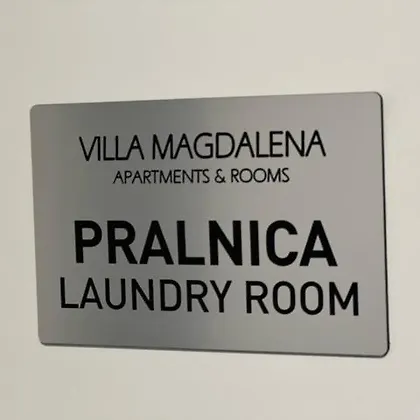 VILLA MAGDALENA
APARTMENTS & ROOMS
PRALNICA
LAUNDRY ROOM